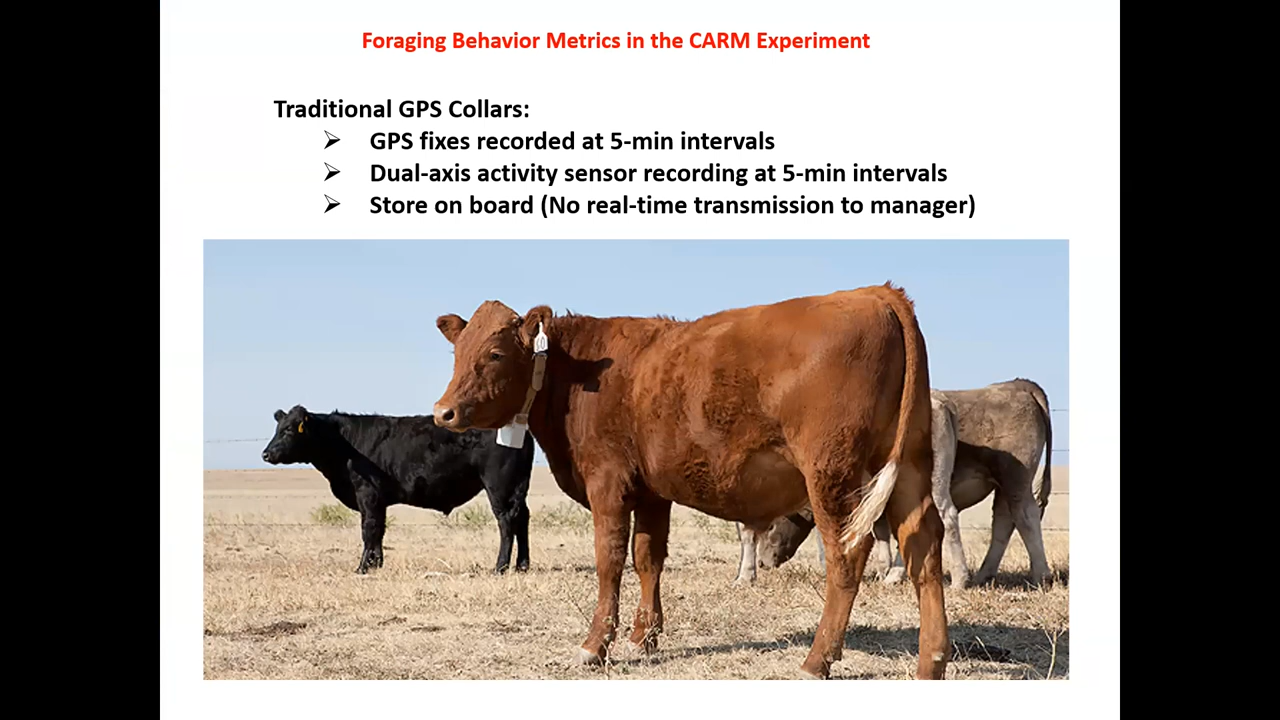 Foraging Behavior Metrics in the CARM Experiment
Traditional GPS Collars:
➢ GPS fixes recorded at 5-min intervals
➢ Dual-axis activity sensor recording at 5-min intervals
➢ Store on board (No real-time transmission to manager)